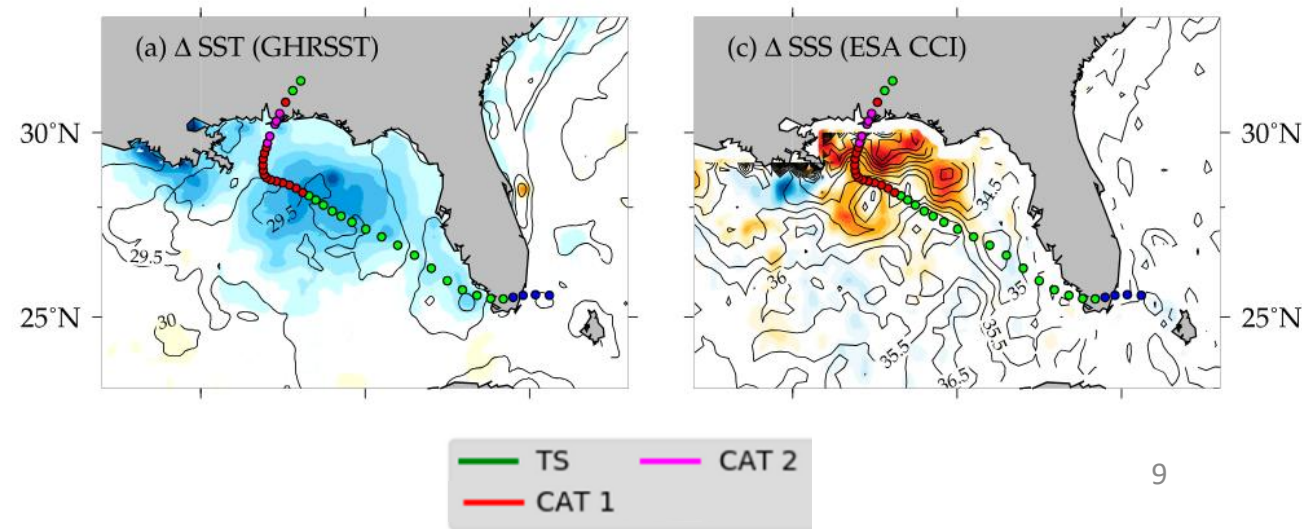 (a) Δ SST (GHRSST)
(c) Δ SSS (ESA CCI)
30°N
30°N
29.5
29.5
34.5
36
35
25°N
30
35.5
35.5
36.5
25°N
TS
CAT 2
CAT 1
9